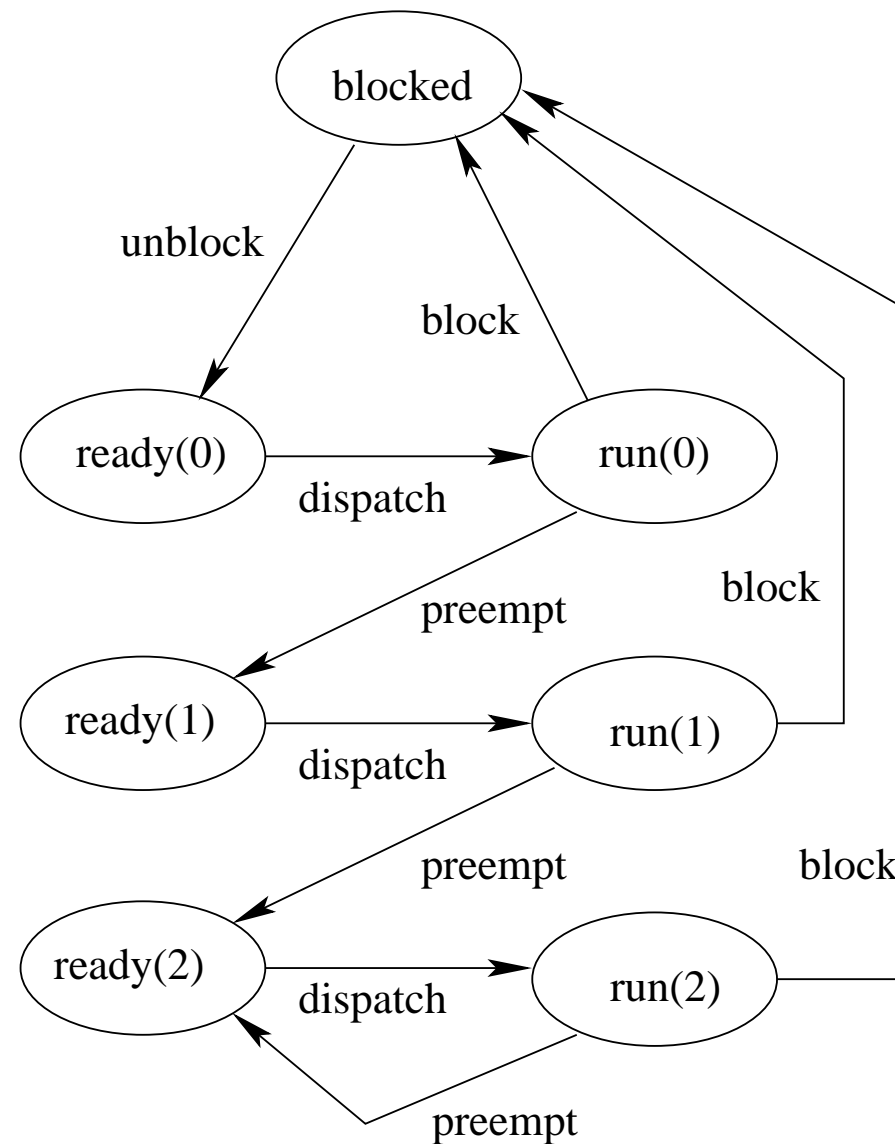 blocked
unblock
block
ready(0)
run(0)
dispatch
block
preempt
ready(1)
run(1)
dispatch
preempt
block
ready(2)
run(2)
dispatch
preempt